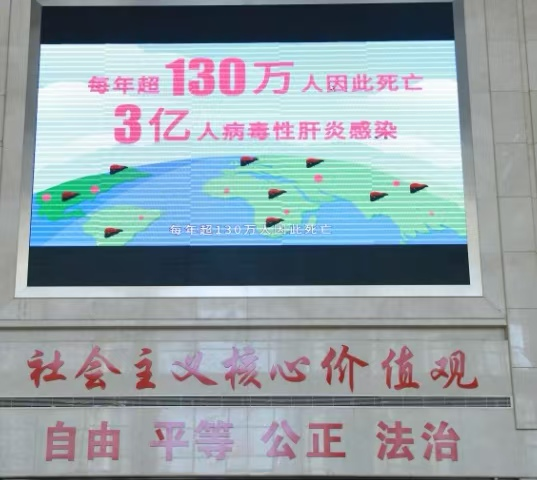 每年超130万人因此死亡
3亿人病毒性肝炎感染
每年超130万人因此死亡
社会主义核心价值观
自由 平等 公正 法治